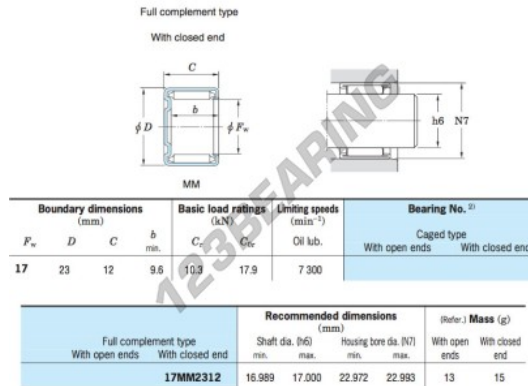 Full complement type
With closed end
C
b
φ D
φ Fw
h6
N7
MM
123BEARING
Boundary dimensions
(mm)
Basic load ratings
(kN)
Limiting speeds
(min⁻¹)
Bearing No. 2)
Fw D C b
min.
Cr C0r
Oil lub.
Caged type
With open ends With closed end
17 23 12 9.6 10.3 17.9 7 300
Recommended dimensions
(mm)
(Refer.) Mass (g)
Full complement type
With open ends With closed end
Shaft dia. (h6) Housing bore dia. (N7)
min. max. min. max.
With open ends
With closed end
17MM2312 16.989 17.000 22.972 22.993 13 15